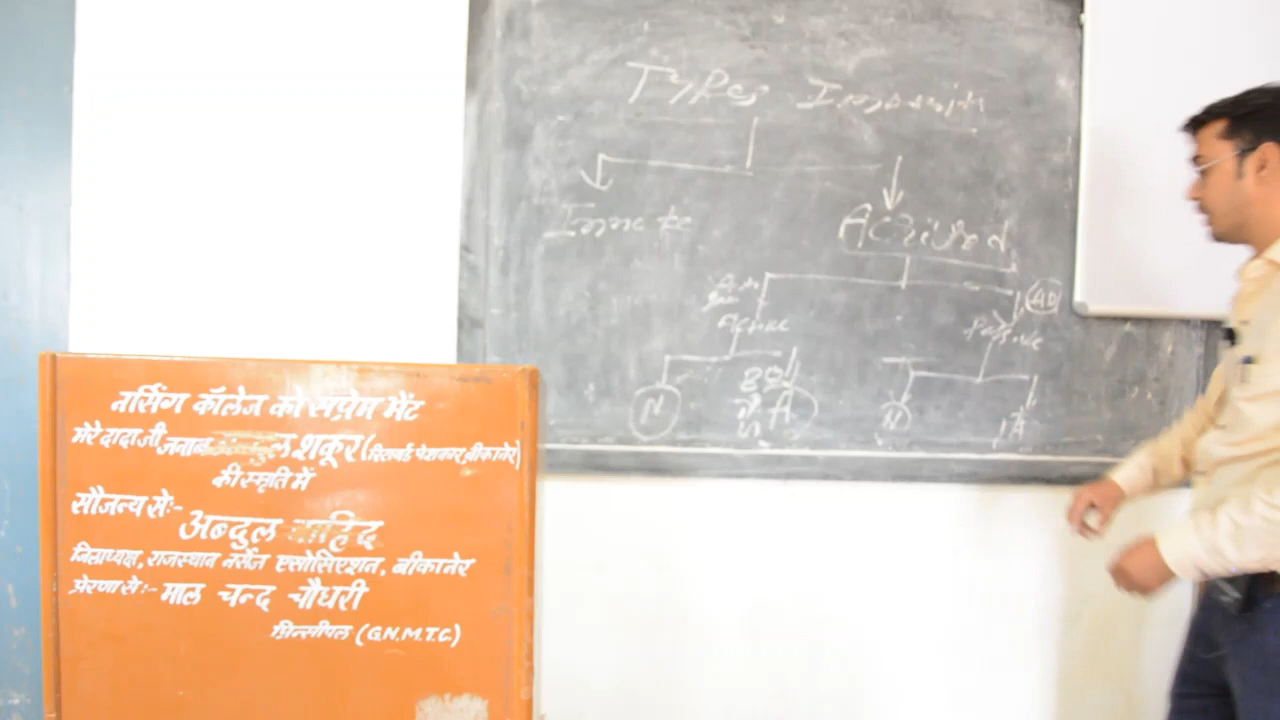 Types Immunity
Innate
Acquired
Active
AB
Passive
N
A
N
A
नर्सिंग कॉलेज को सप्रेम भेंट
मेरे दादाजी जनाब शकूर (रिटायर्ड पेशकार, बीकानेर)
की स्मृति में
सौजन्य से:-
अब्दुल वाहिद
जिलाध्यक्ष, राजस्थान नर्सेज एसोसिएशन, बीकानेर
प्रेरणा से:- माल चन्द चौधरी
प्रिन्सीपल (G.N.M.T.C.)